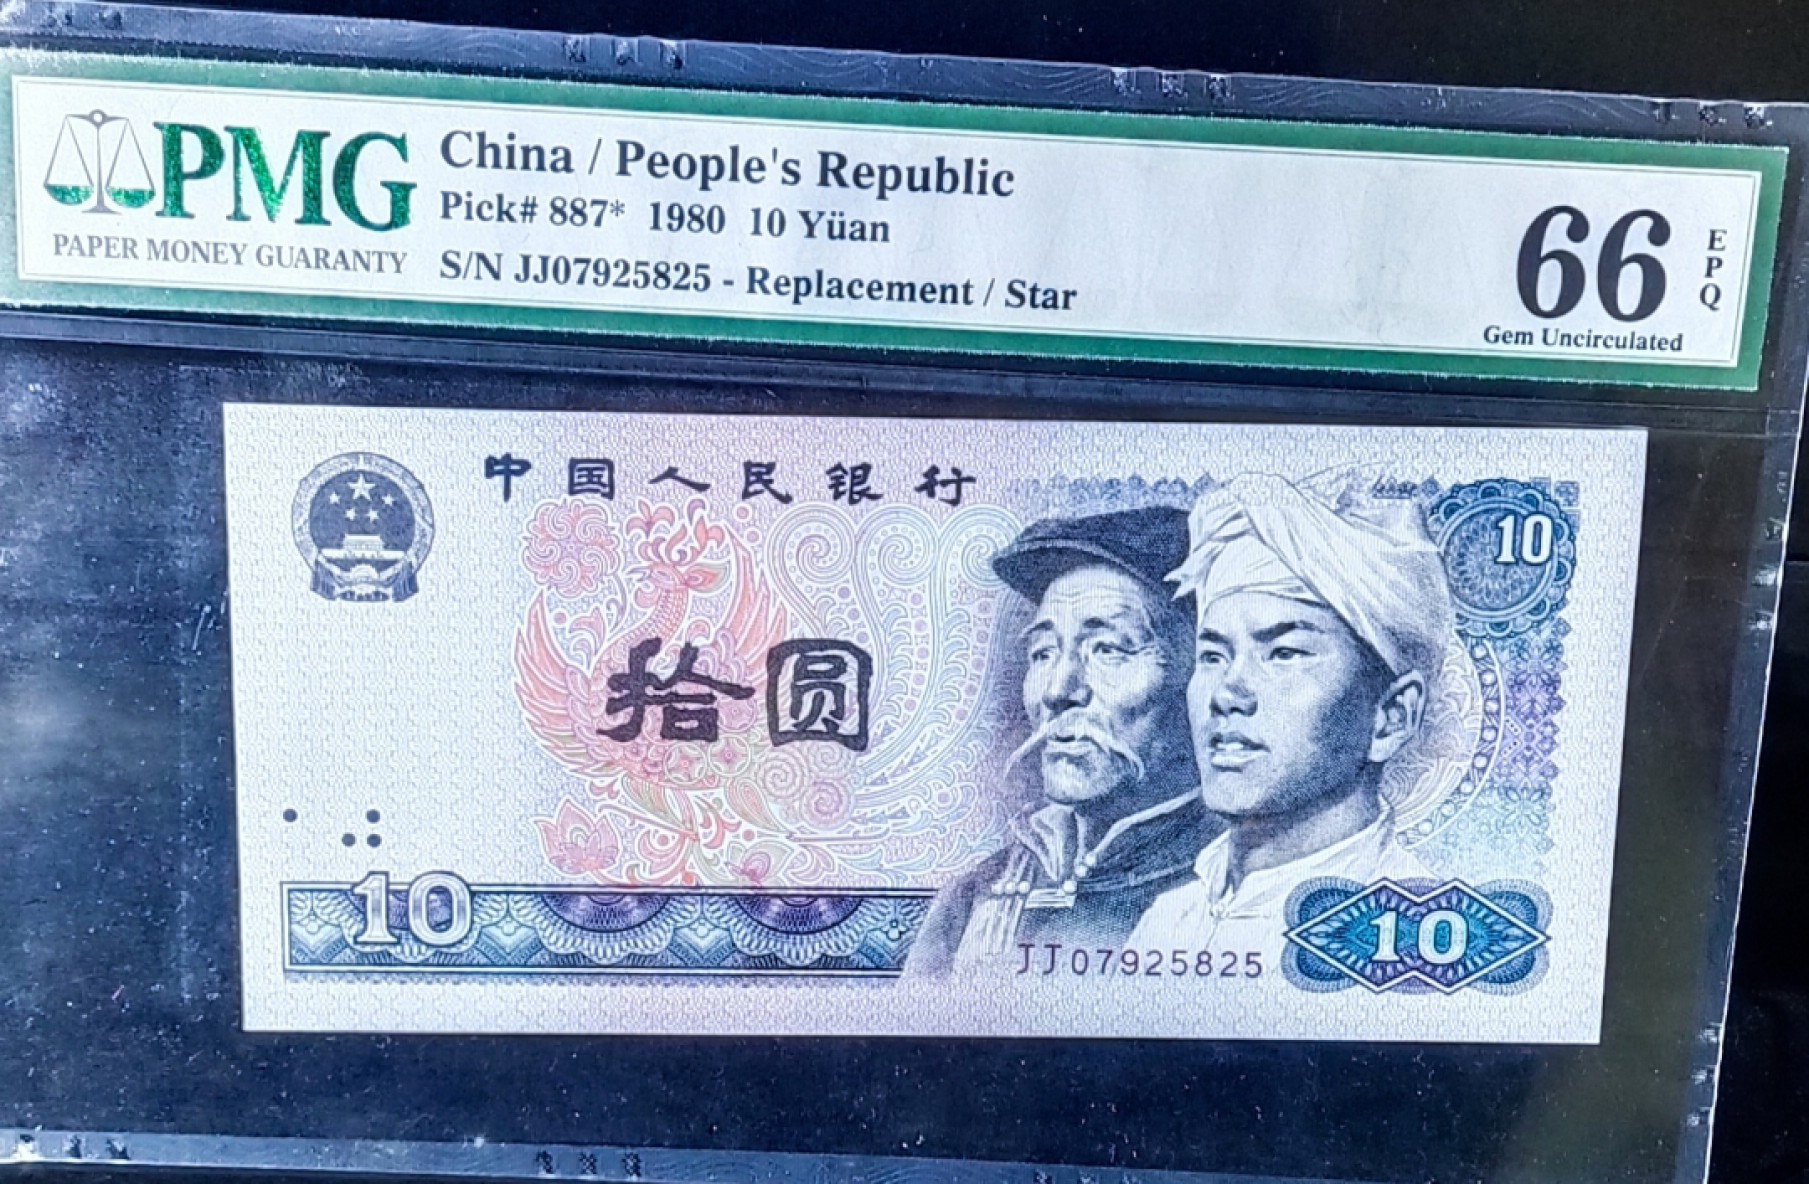 PMG
PAPER MONEY GUARANTY
China / People's Republic
Pick# 887* 1980 10 Yüan
S/N JJ07925825 - Replacement / Star
66
EPQ
Gem Uncirculated
中国人民银行
10
拾圆
10
JJ07925825
10